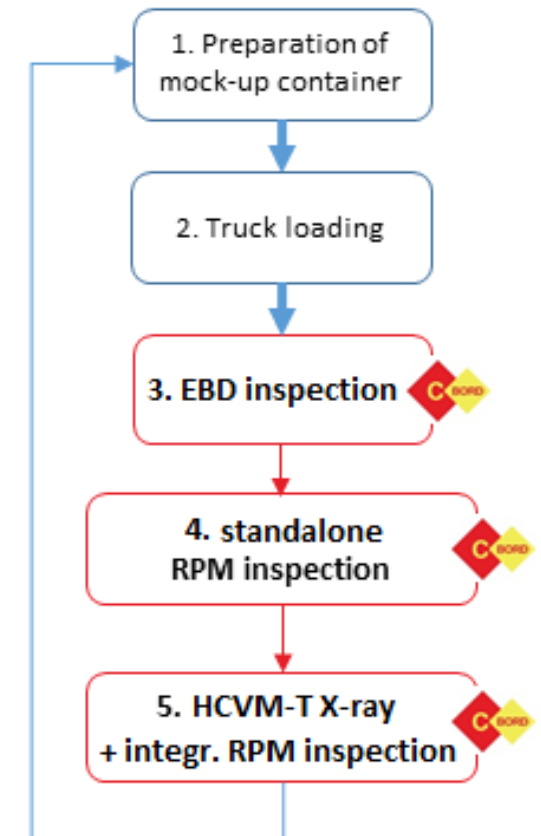 1. Preparation of
mock-up container
2. Truck loading
3. EBD inspection
C BORD
4. standalone
RPM inspection
C BORD
5. HCVM-T X-ray
+ integr. RPM inspection
C BORD